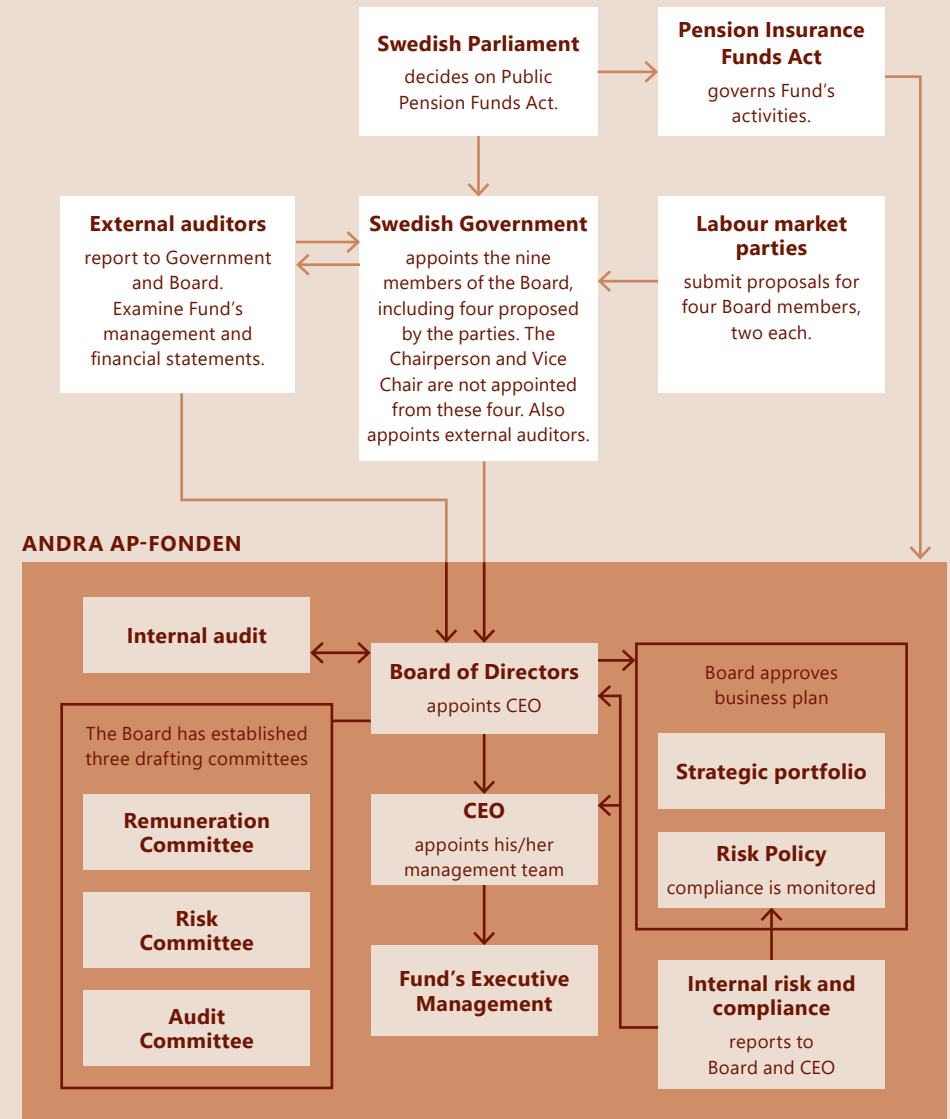 Swedish Parliament
decides on Public
Pension Funds Act.
Pension Insurance
Funds Act
governs Fund's
activities.
External auditors
report to Government
and Board.
Examine Fund's
management and
financial statements.
Swedish Government
appoints the nine
members of the Board,
including four proposed
by the parties. The
Chairperson and Vice
Chair are not appointed
from these four. Also
appoints external auditors.
Labour market
parties
submit proposals for
four Board members,
two each.
ANDRA AP-FONDEN
Internal audit
Board of Directors
appoints CEO
Board approves
business plan
The Board has established
three drafting committees
Strategic portfolio
Remuneration
Committee
CEO
appoints his/her
management team
Risk Policy
compliance is monitored
Risk
Committee
Fund's Executive
Management
Internal risk and
compliance
reports to
Board and CEO
Audit
Committee